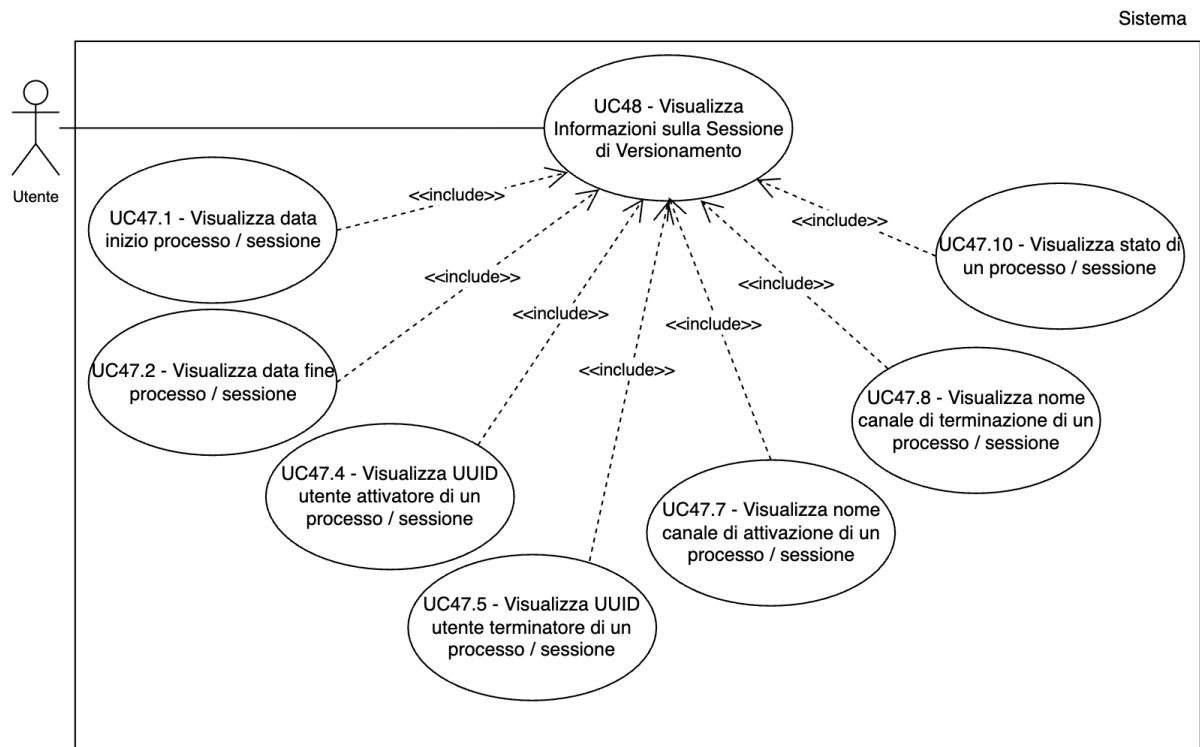 Sistema
UC48 - Visualizza
Informazioni sulla Sessione
di Versionamento
Utente
<<include>>
UC47.1 - Visualizza data
inizio processo / sessione
<<include>>
UC47.10 - Visualizza stato di
un processo / sessione
<<include>>
<<include>>
<<include>>
<<include>>
<<include>>
UC47.2 - Visualizza data fine
processo / sessione
UC47.8 - Visualizza nome
canale di terminazione di un
processo / sessione
UC47.4 - Visualizza UUID
utente attivatore di un
processo / sessione
UC47.7 - Visualizza nome
canale di attivazione di un
processo / sessione
UC47.5 - Visualizza UUID
utente terminatore di un
processo / sessione